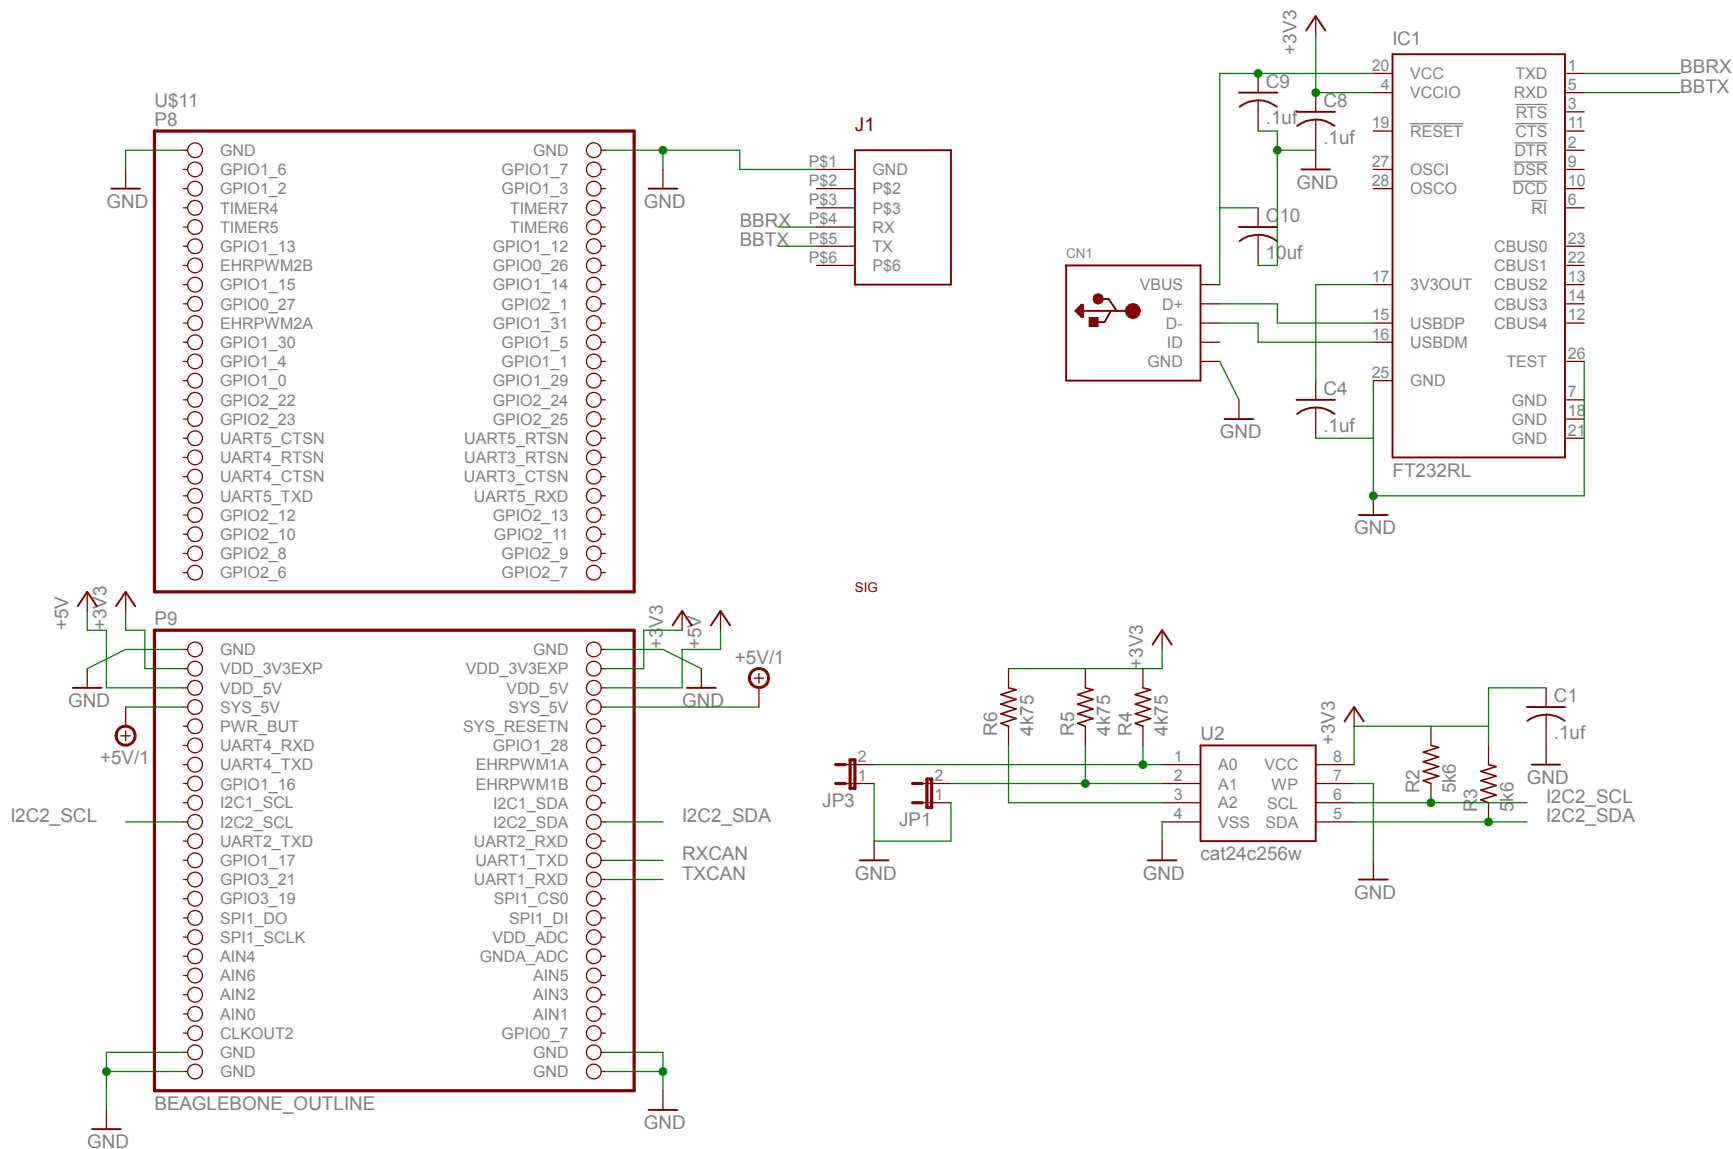 U$11
P8
GND GND
GPIO1_6 GPIO1_7
GPIO1_2 GPIO1_3
TIMER4 TIMER7
TIMER5 TIMER6
GPIO1_13 GPIO1_12
EHRPWM2B GPIO0_26
GPIO1_15 GPIO1_14
GPIO0_27 GPIO2_1
EHRPWM2A GPIO1_31
GPIO1_30 GPIO1_5
GPIO1_4 GPIO1_1
GPIO1_0 GPIO1_29
GPIO2_22 GPIO2_24
GPIO2_23 GPIO2_25
UART5_CTSN UART5_RTSN
UART4_RTSN UART3_RTSN
UART4_CTSN UART3_CTSN
UART5_TXD UART5_RXD
GPIO2_12 GPIO2_13
GPIO2_10 GPIO2_11
GPIO2_8 GPIO2_9
GPIO2_6 GPIO2_7
GND
GND
J1
P$1 GND
P$2 P$2
P$3 P$3
BBRX P$4 RX
BBTX P$5 TX
P$6 P$6
+3V3
IC1
20 VCC TXD 1 BBRX
4 VCCIO RXD 5 BBTX
RTS 3
19 RESET CTS 11
DTR 2
27 OSCI DSR 9
28 OSCO DCD 10
RI 6
CBUS0 23
CBUS1 22
17 3V3OUT CBUS2 13
CBUS3 14
15 USBDP CBUS4 12
16 USBDM
TEST 26
25 GND
GND 7
GND 18
GND 21
FT232RL
C9
.1uf
C8
.1uf
GND
C10
10uf
CN1
VBUS
D+
D-
ID
GND
GND
C4
.1uf
GND
SIG
+5V
+3V3
+3V3
+5V
P9
GND GND
VDD_3V3EXP VDD_3V3EXP
VDD_5V VDD_5V
SYS_5V SYS_5V
PWR_BUT SYS_RESETN
UART4_RXD GPIO1_28
UART4_TXD EHRPWM1A
GPIO1_16 EHRPWM1B
I2C1_SCL I2C1_SDA
I2C2_SCL I2C2_SDA
UART2_TXD UART2_RXD
GPIO1_17 UART1_TXD
GPIO3_21 UART1_RXD
GPIO3_19 SPI1_CS0
SPI1_DO SPI1_DI
SPI1_SCLK VDD_ADC
AIN4 GNDA_ADC
AIN6 AIN5
AIN2 AIN3
AIN0 AIN1
CLKOUT2 GPIO0_7
GND GND
GND GND
BEAGLEBONE_OUTLINE
GND
+5V/1
I2C2_SCL
GND
GND
+5V/1
I2C2_SDA
RXCAN
TXCAN
GND
+3V3
R6
4k75
R5
4k75
R4
4k75
2
1
JP3
2
1
JP1
GND
U2
1 A0 VCC 8
2 A1 WP 7
3 A2 SCL 6
4 VSS SDA 5
cat24c256w
GND
+3V3
R2
5k6
R3
5k6
C1
.1uf
GND
I2C2_SCL
I2C2_SDA
GND